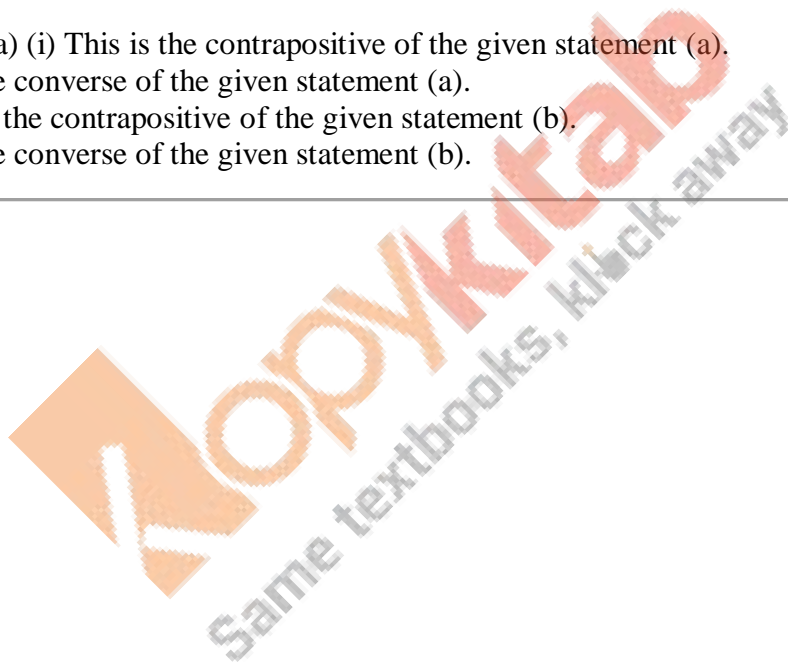 a) (i) This is the contrapositive of the given statement (a).
e converse of the given statement (a).
the contrapositive of the given statement (b).
e converse of the given statement (b).
Kopykitab
Same textbooks, klick away